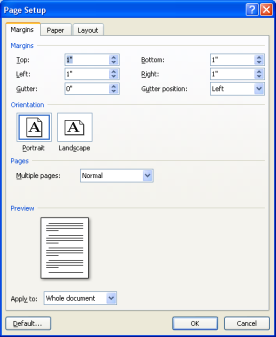 Page Setup
Margins Paper Layout
Margins
Top: 1" Bottom: 1"
Left: 1" Right: 1"
Gutter: 0" Gutter position: Left
Orientation
A A
Portrait Landscape
Pages
Multiple pages: Normal
Preview
Apply to: Whole document
Default... OK Cancel